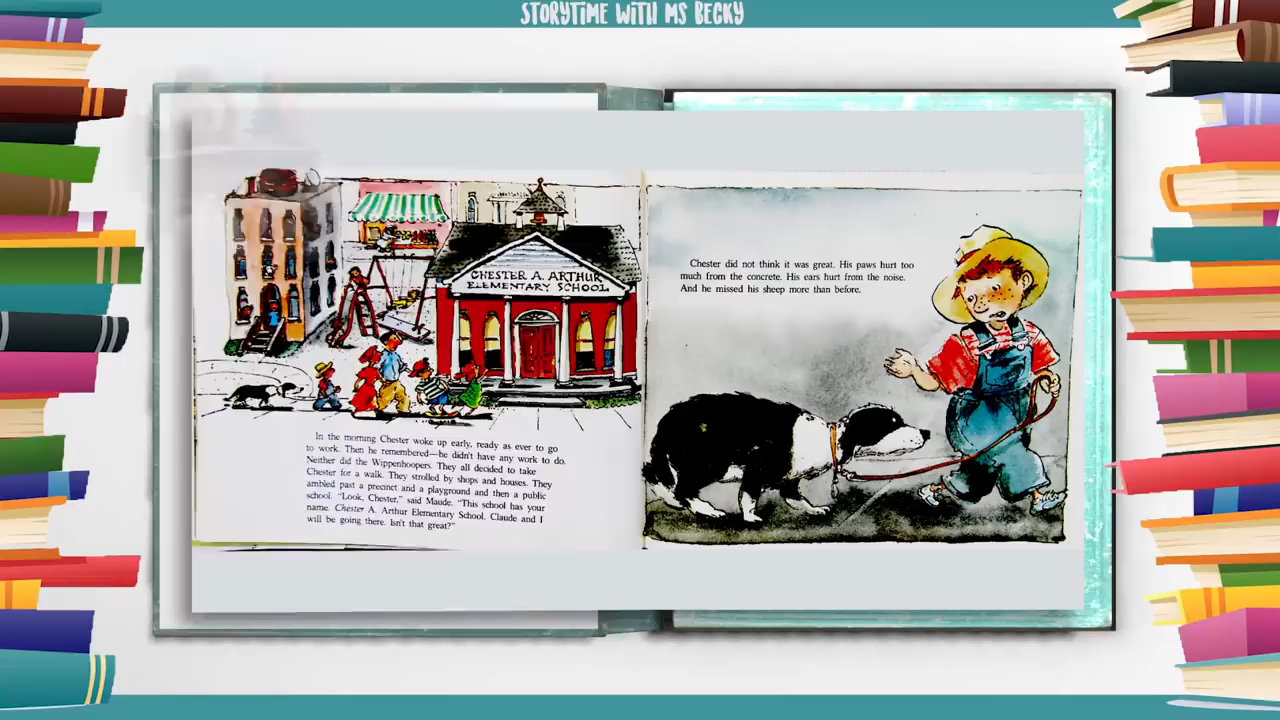 STORYTIME WITH MS BECKY
CHESTER A. ARTHUR
ELEMENTARY SCHOOL
In the morning Chester woke up early, ready as ever to go
to work. Then he remembered—he didn't have any work to do.
Neither did the Wippenhoopers. They all decided to take
Chester for a walk. They strolled by shops and houses. They
ambled past a precinct and a playground and then a public
school. "Look, Chester," said Maude. "This school has your
name. Chester A. Arthur Elementary School. Claude and I
will be going there. Isn't that great?"
Chester did not think it was great. His paws hurt too
much from the concrete. His ears hurt from the noise.
And he missed his sheep more than before.